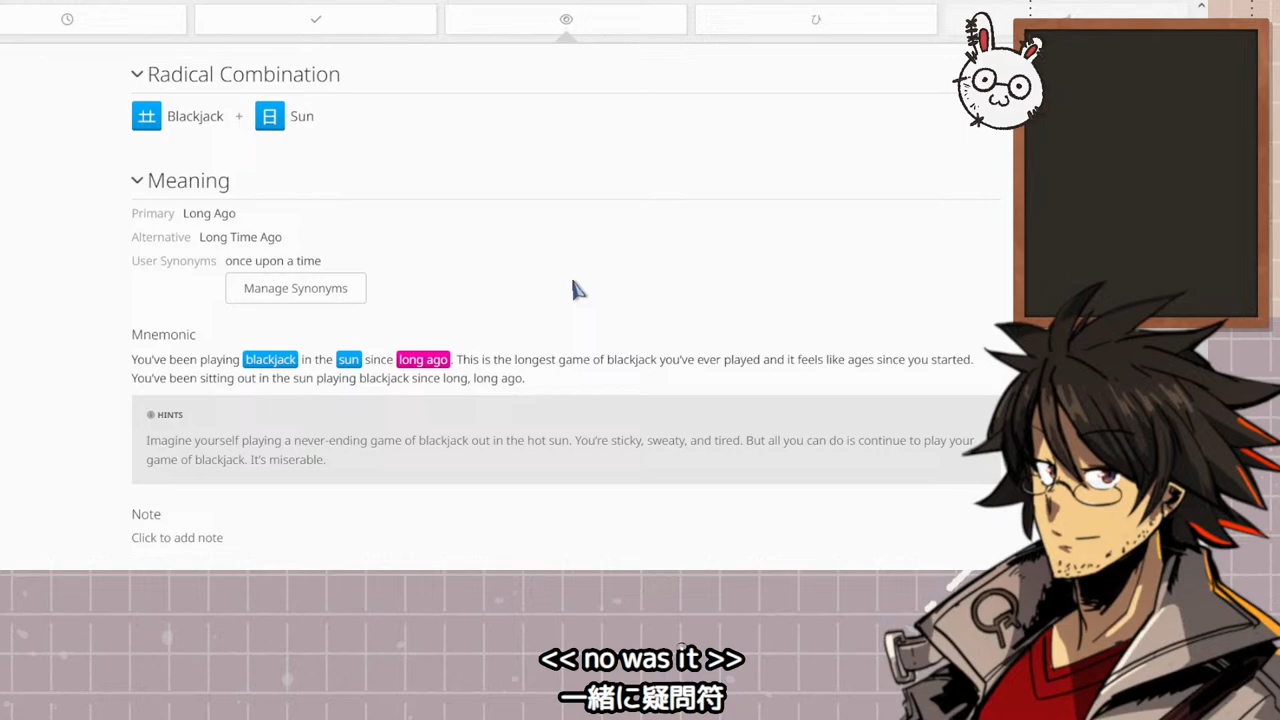 ひ
Radical Combination
龷 Blackjack + 日 Sun
Meaning
Primary Long Ago
Alternative Long Time Ago
User Synonyms once upon a time
Manage Synonyms
Mnemonic
You've been playing blackjack in the sun since long ago. This is the longest game of blackjack you've ever played and it feels like ages since you started.
You've been sitting out in the sun playing blackjack since long, long ago.
HINTS
Imagine yourself playing a never-ending game of blackjack out in the hot sun. You're sticky, sweaty, and tired. But all you can do is continue to play your
game of blackjack. It's miserable.
Note
Click to add note
<< no was it >>
一緒に疑問符